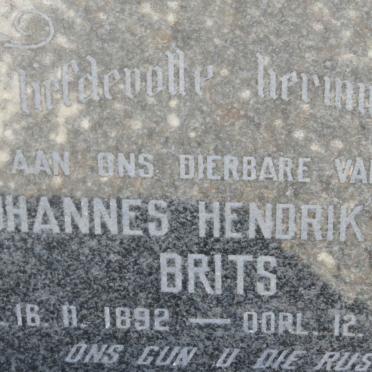 liefdevolle herinn
AAN ONS DIERBARE VA
OHANNES HENDRIK
BRITS
. 16. 11. 1892 — OORL. 12.
ONS GUN U DIE RUS